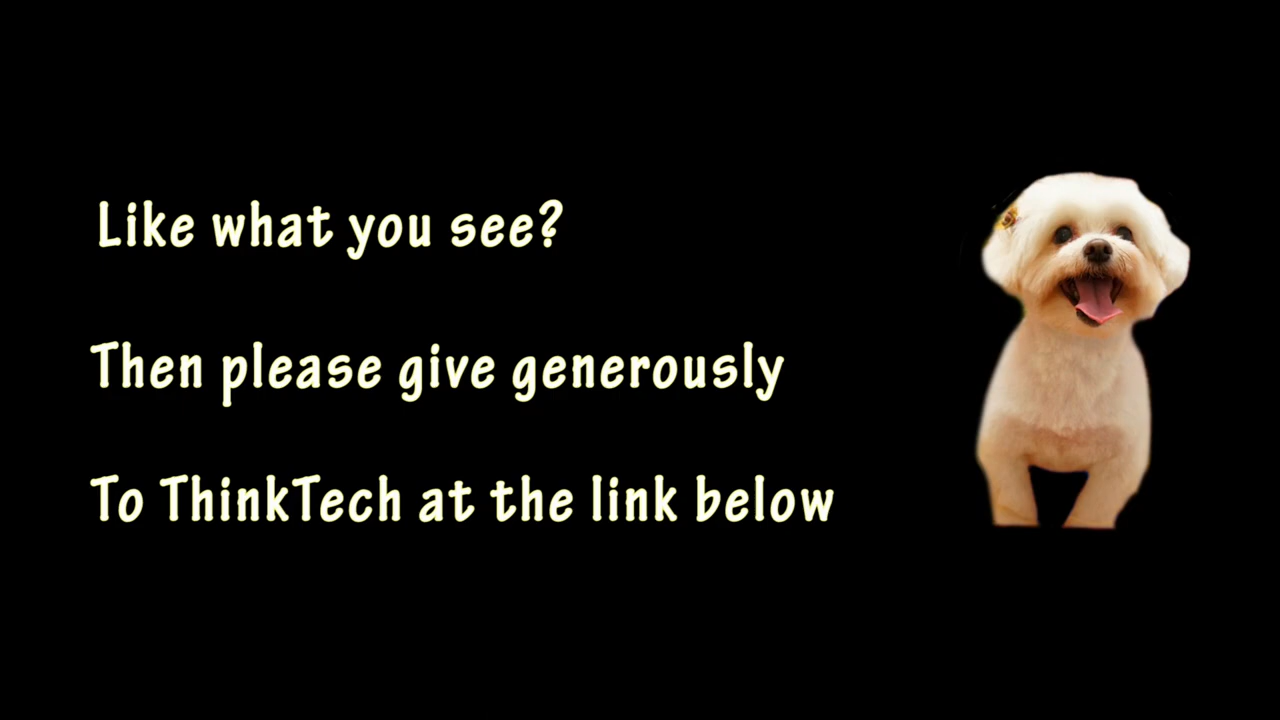 Like what you see?
Then please give generously
To ThinkTech at the link below